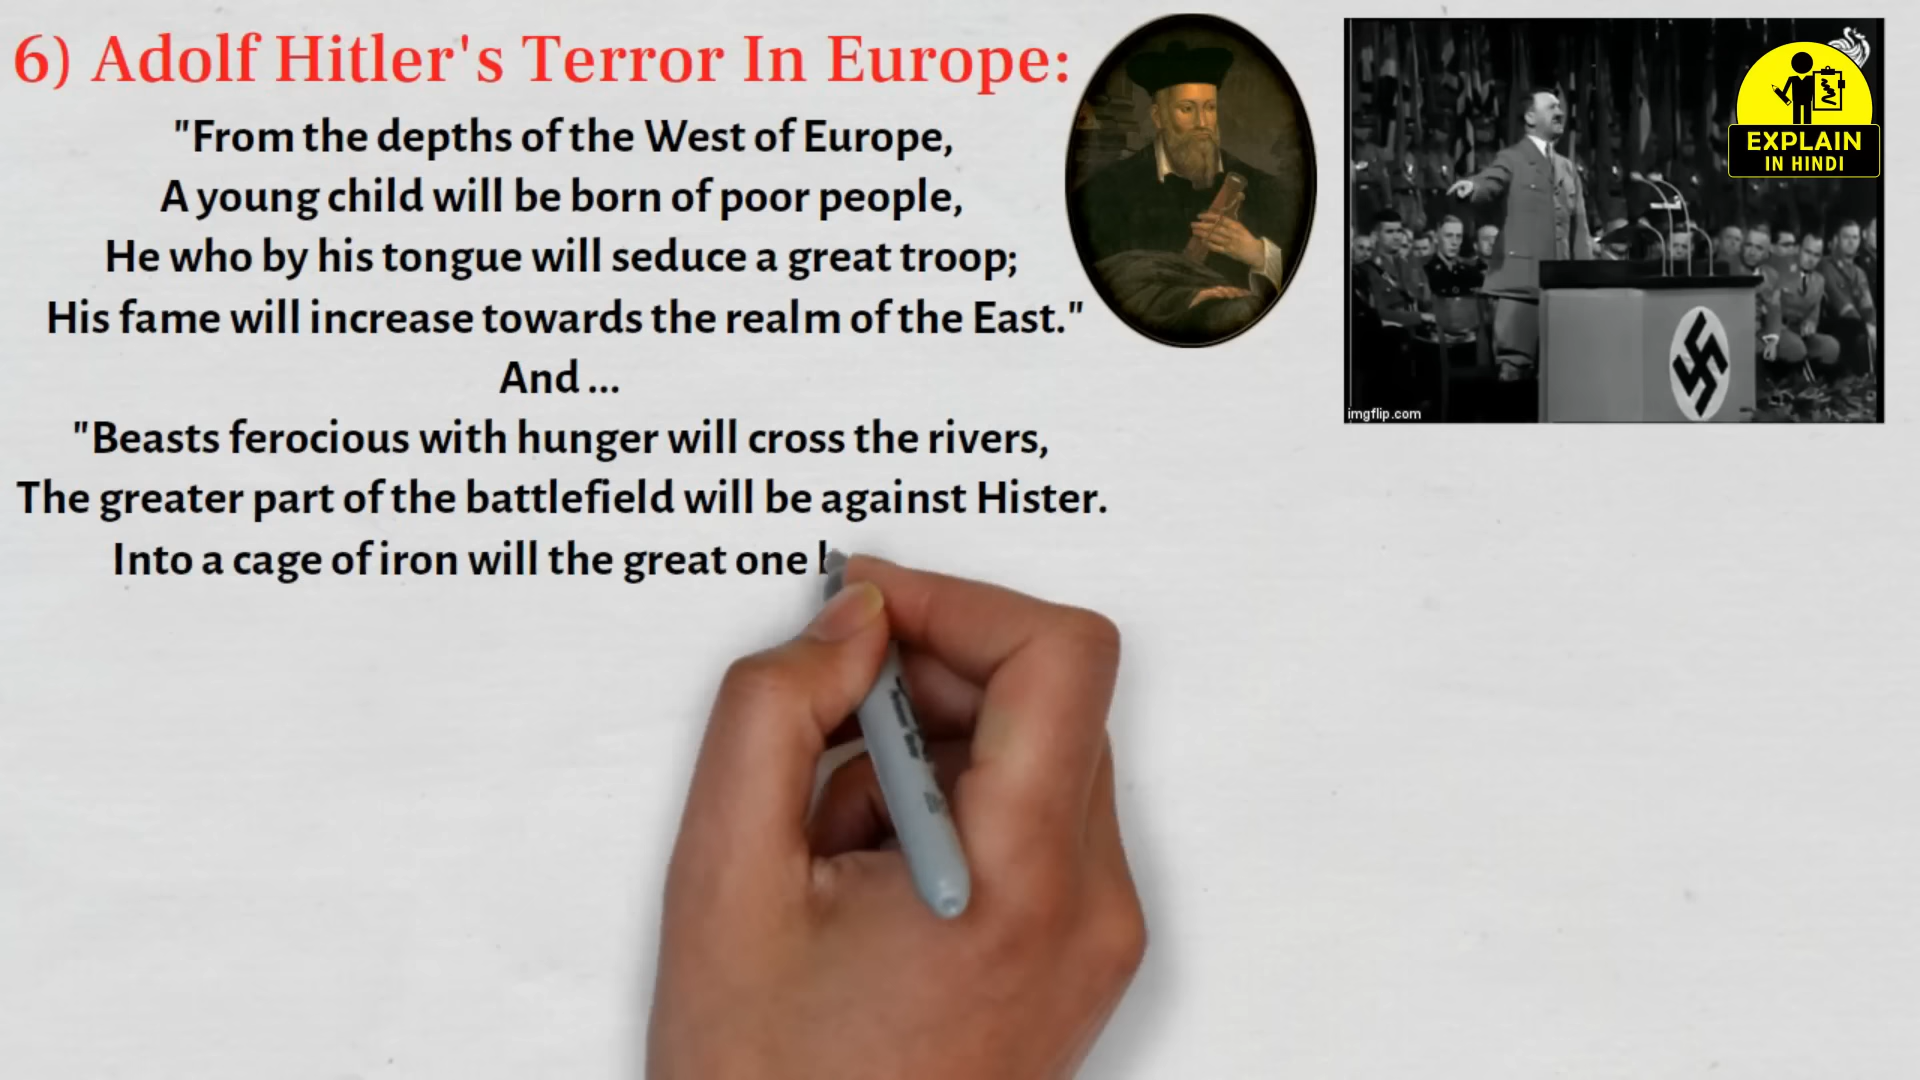 6) Adolf Hitler's Terror In Europe:
"From the depths of the West of Europe,
A young child will be born of poor people,
He who by his tongue will seduce a great troop;
His fame will increase towards the realm of the East."
And ...
"Beasts ferocious with hunger will cross the rivers,
The greater part of the battlefield will be against Hister.
Into a cage of iron will the great one
EXPLAIN
IN HINDI
imgflip.com